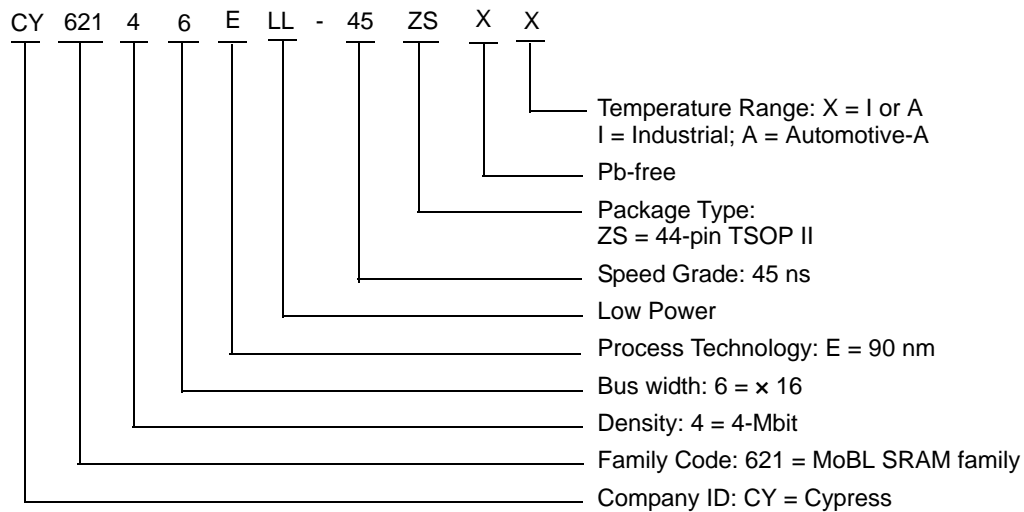 CY 621 4 6 E LL - 45 ZS X X
Temperature Range: X = I or A
I = Industrial; A = Automotive-A
Pb-free
Package Type:
ZS = 44-pin TSOP II
Speed Grade: 45 ns
Low Power
Process Technology: E = 90 nm
Bus width: 6 = × 16
Density: 4 = 4-Mbit
Family Code: 621 = MoBL SRAM family
Company ID: CY = Cypress